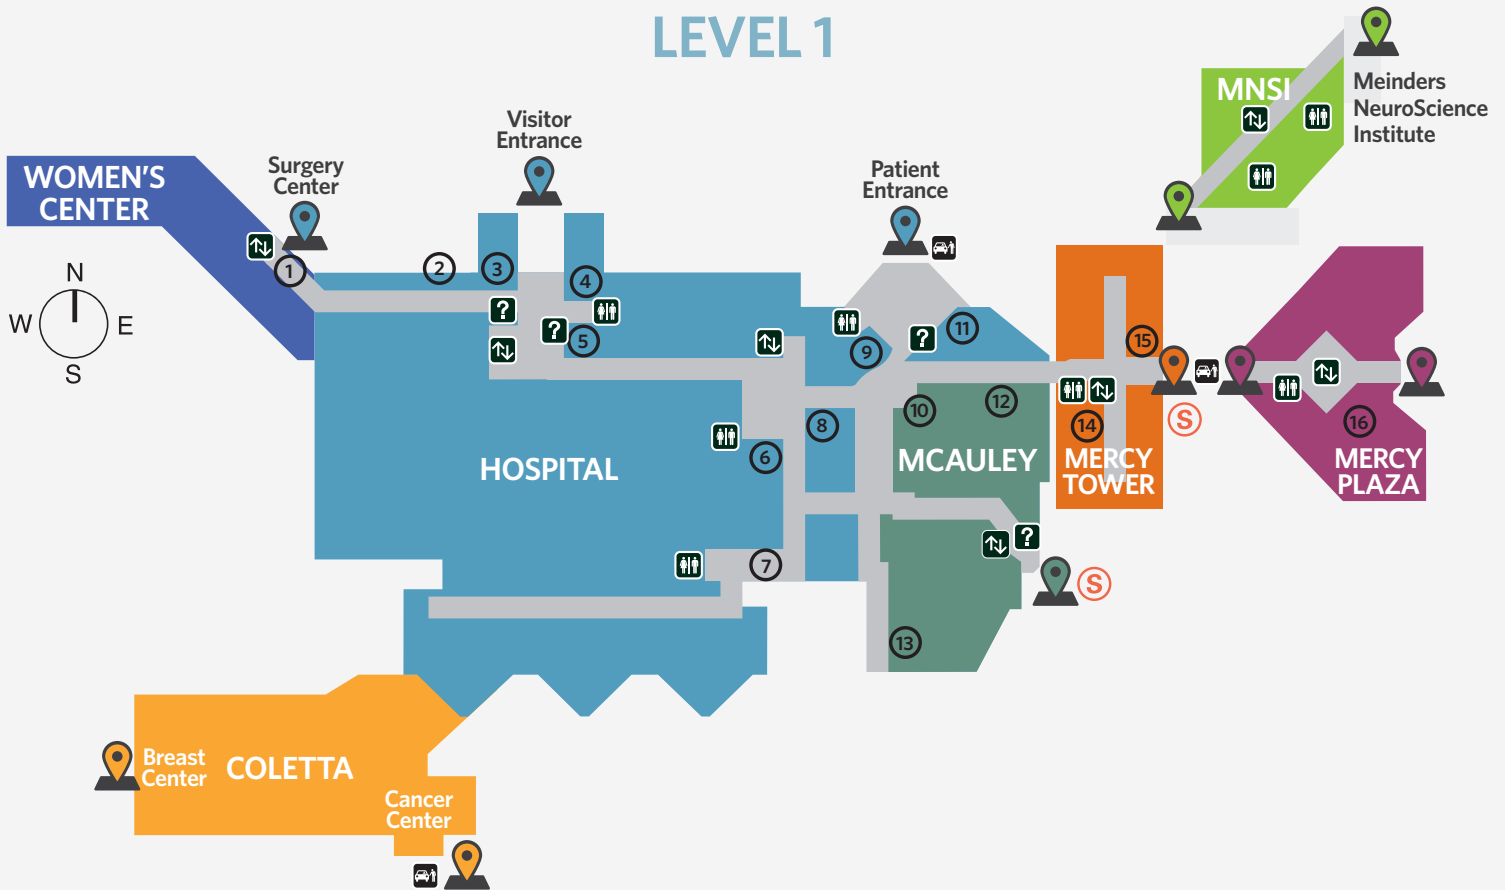 LEVEL 1
MNSI
Meinders
NeuroScience
Institute
Visitor
Entrance
Surgery
Center
Patient
Entrance
WOMEN'S
CENTER
N
W
E
S
1
2
3
4
5
?
?
?
6
7
8
9
10
11
12
13
14
15
16
S
HOSPITAL
MCAULEY
MERCY
TOWER
MERCY
PLAZA
?
S
Breast
Center
COLETTA
Cancer
Center